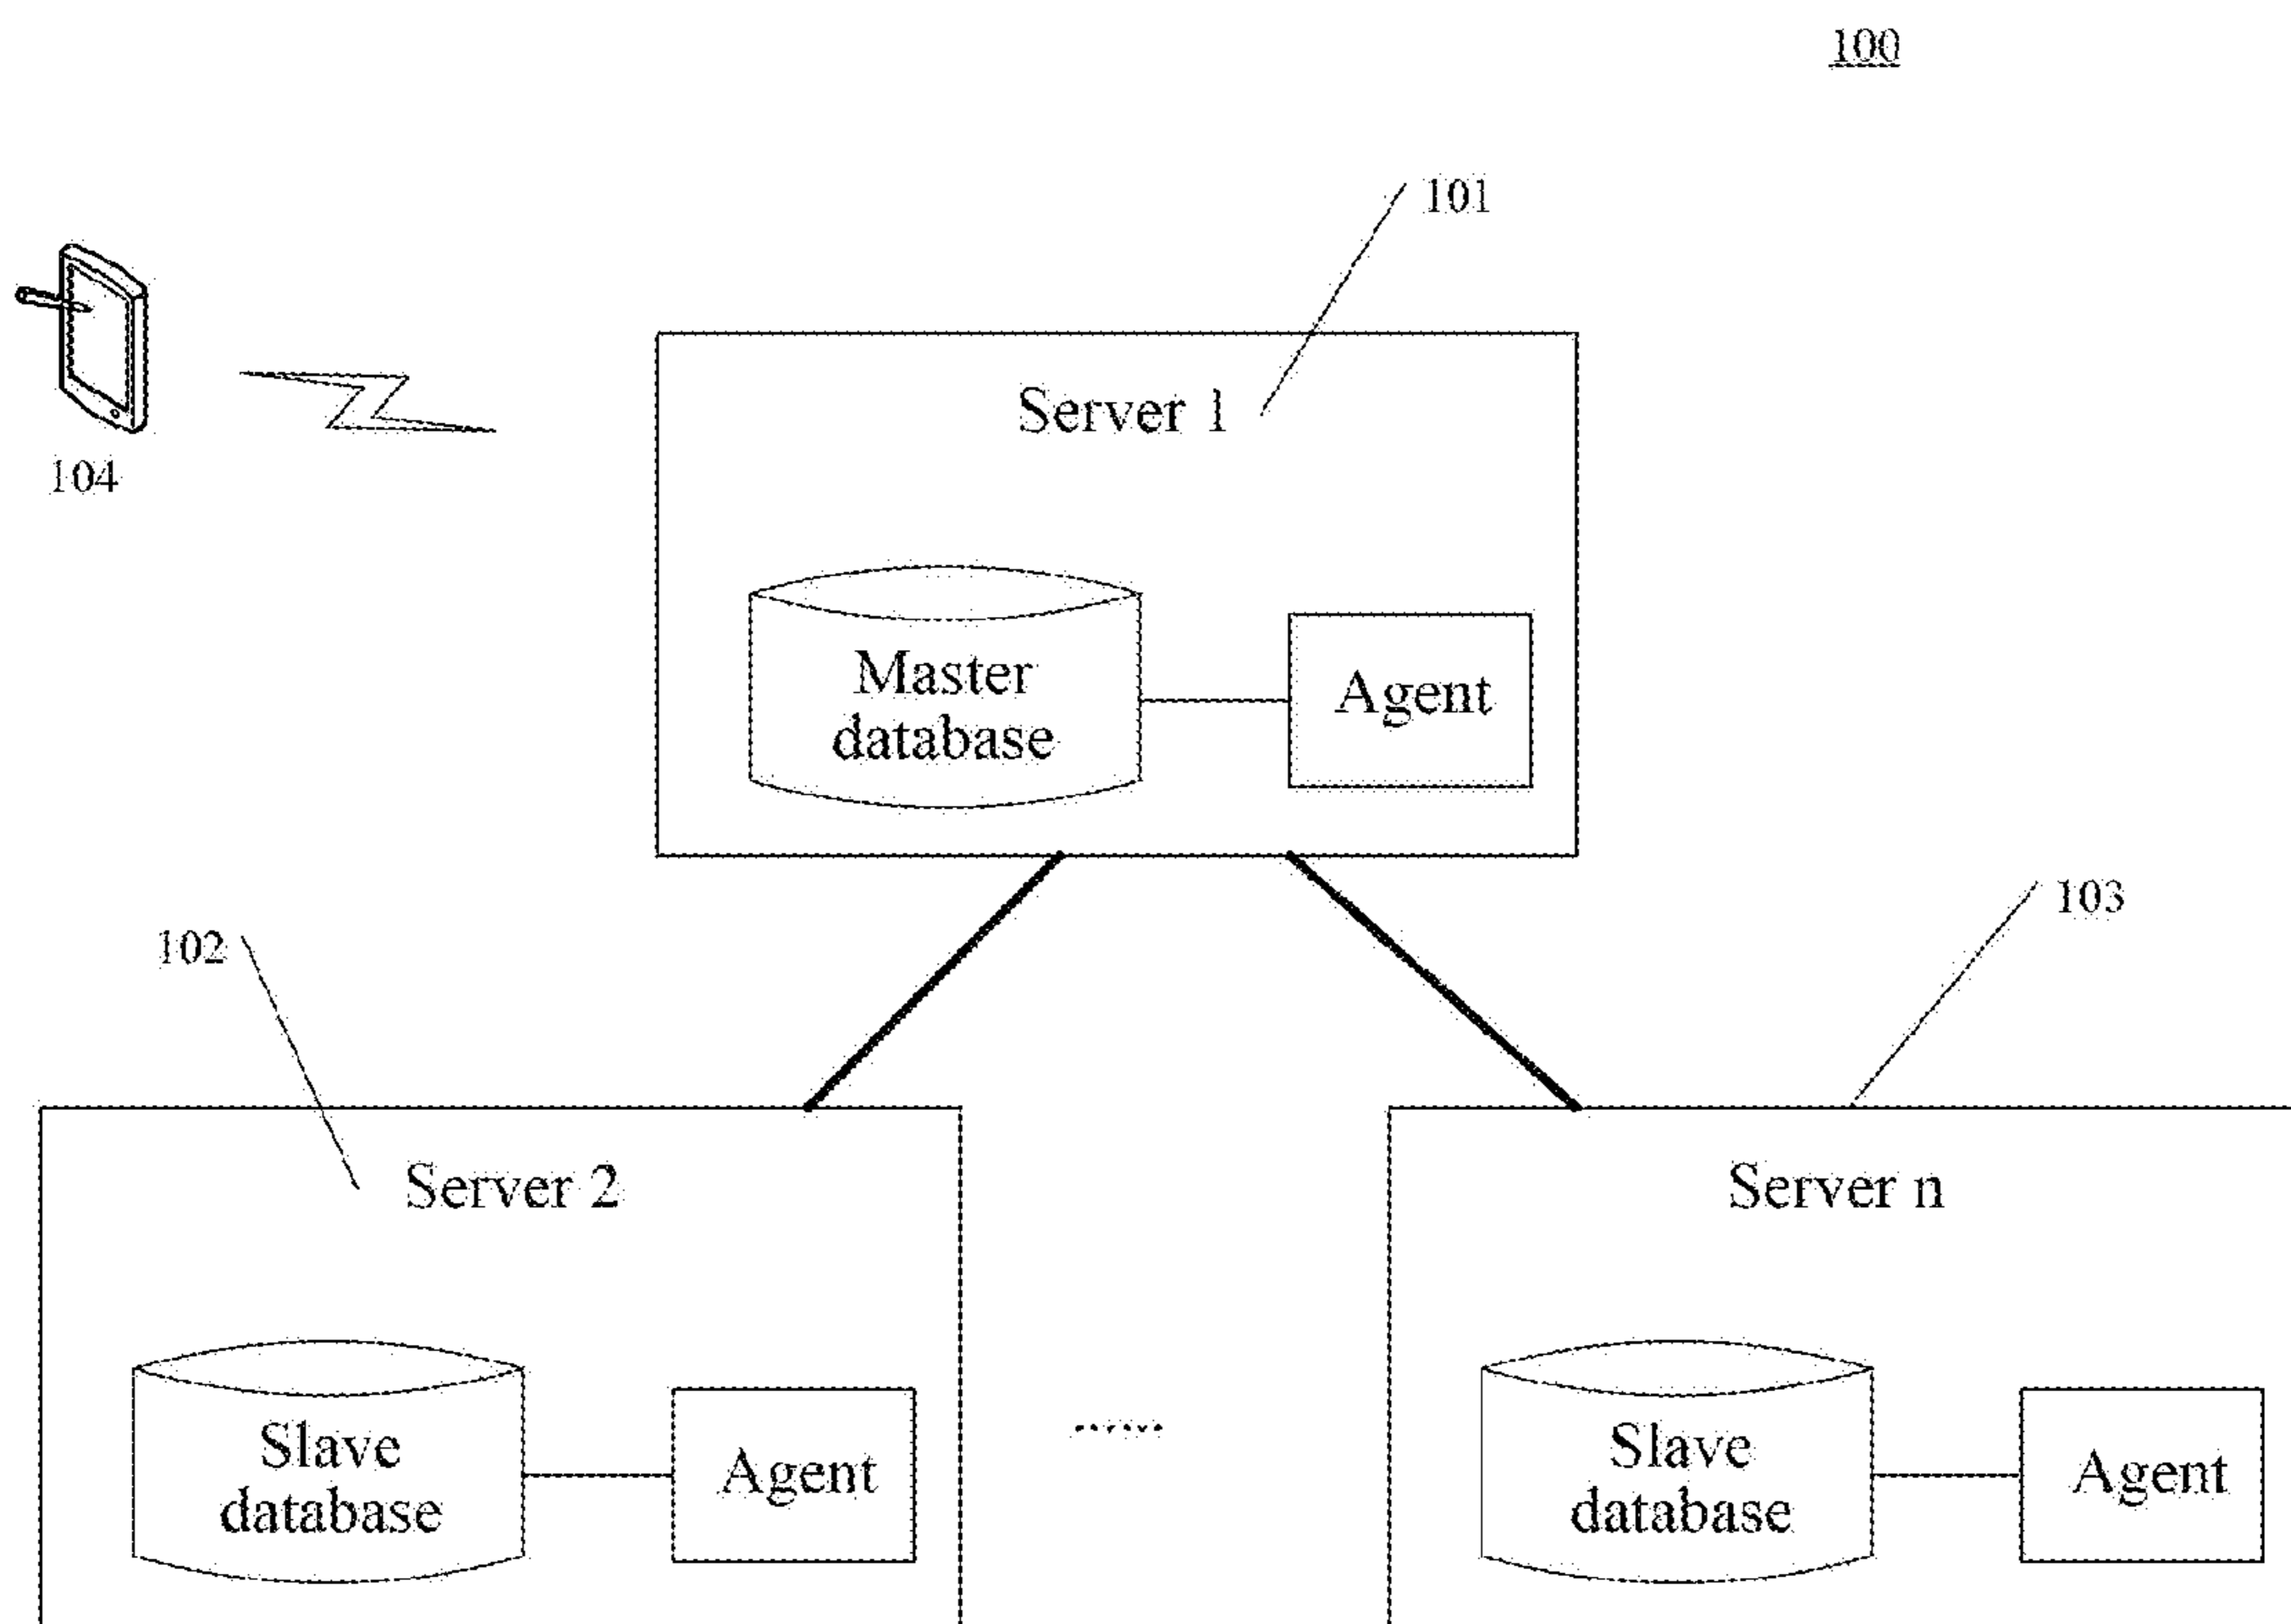 100
101
104
Server 1
Master
database
Agent
102
103
Server 2
Server n
Slave
database
Agent
......
Slave
database
Agent